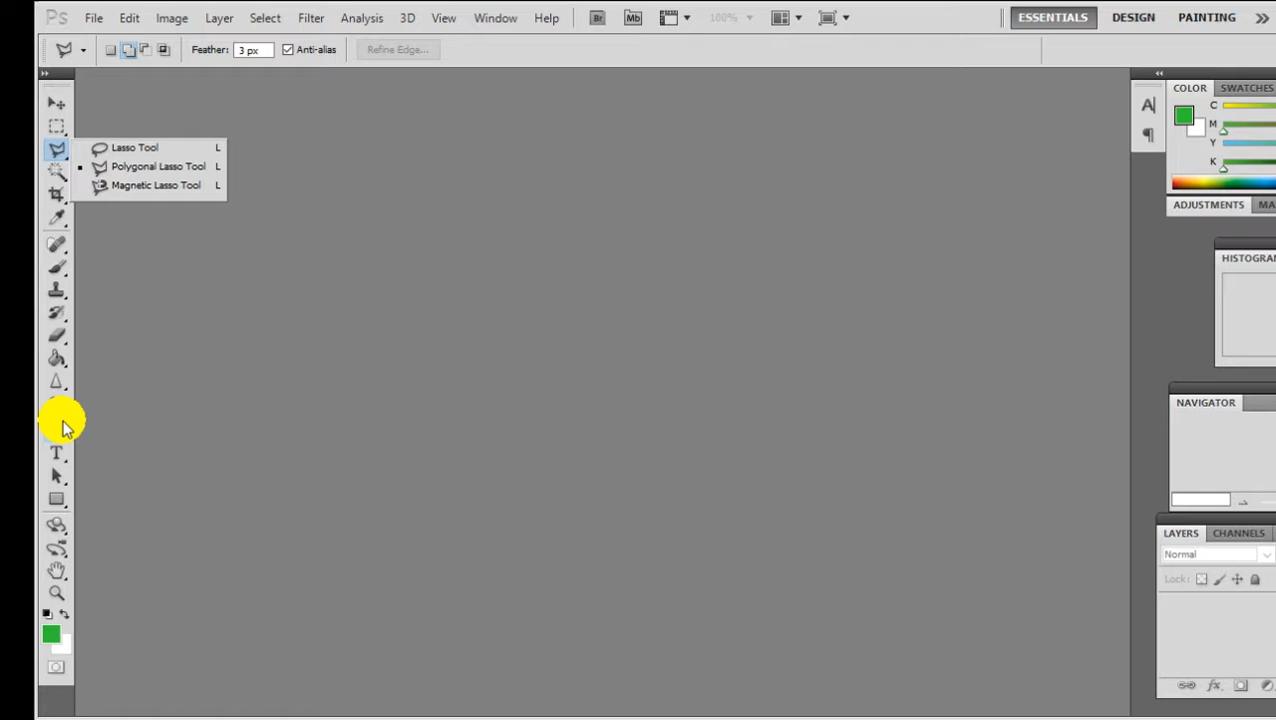 Ps File Edit Image Layer Select Filter Analysis 3D View Window Help Br Mb 100% ESSENTIALS DESIGN PAINTING
Feather: 3 px Anti-alias Refine Edge...
COLOR SWATCHES
C
M
Y
K
Lasso Tool L
Polygonal Lasso Tool L
Magnetic Lasso Tool L
ADJUSTMENTS MA
HISTOGRA
NAVIGATOR
T
LAYERS CHANNELS
Normal
Lock:
fx